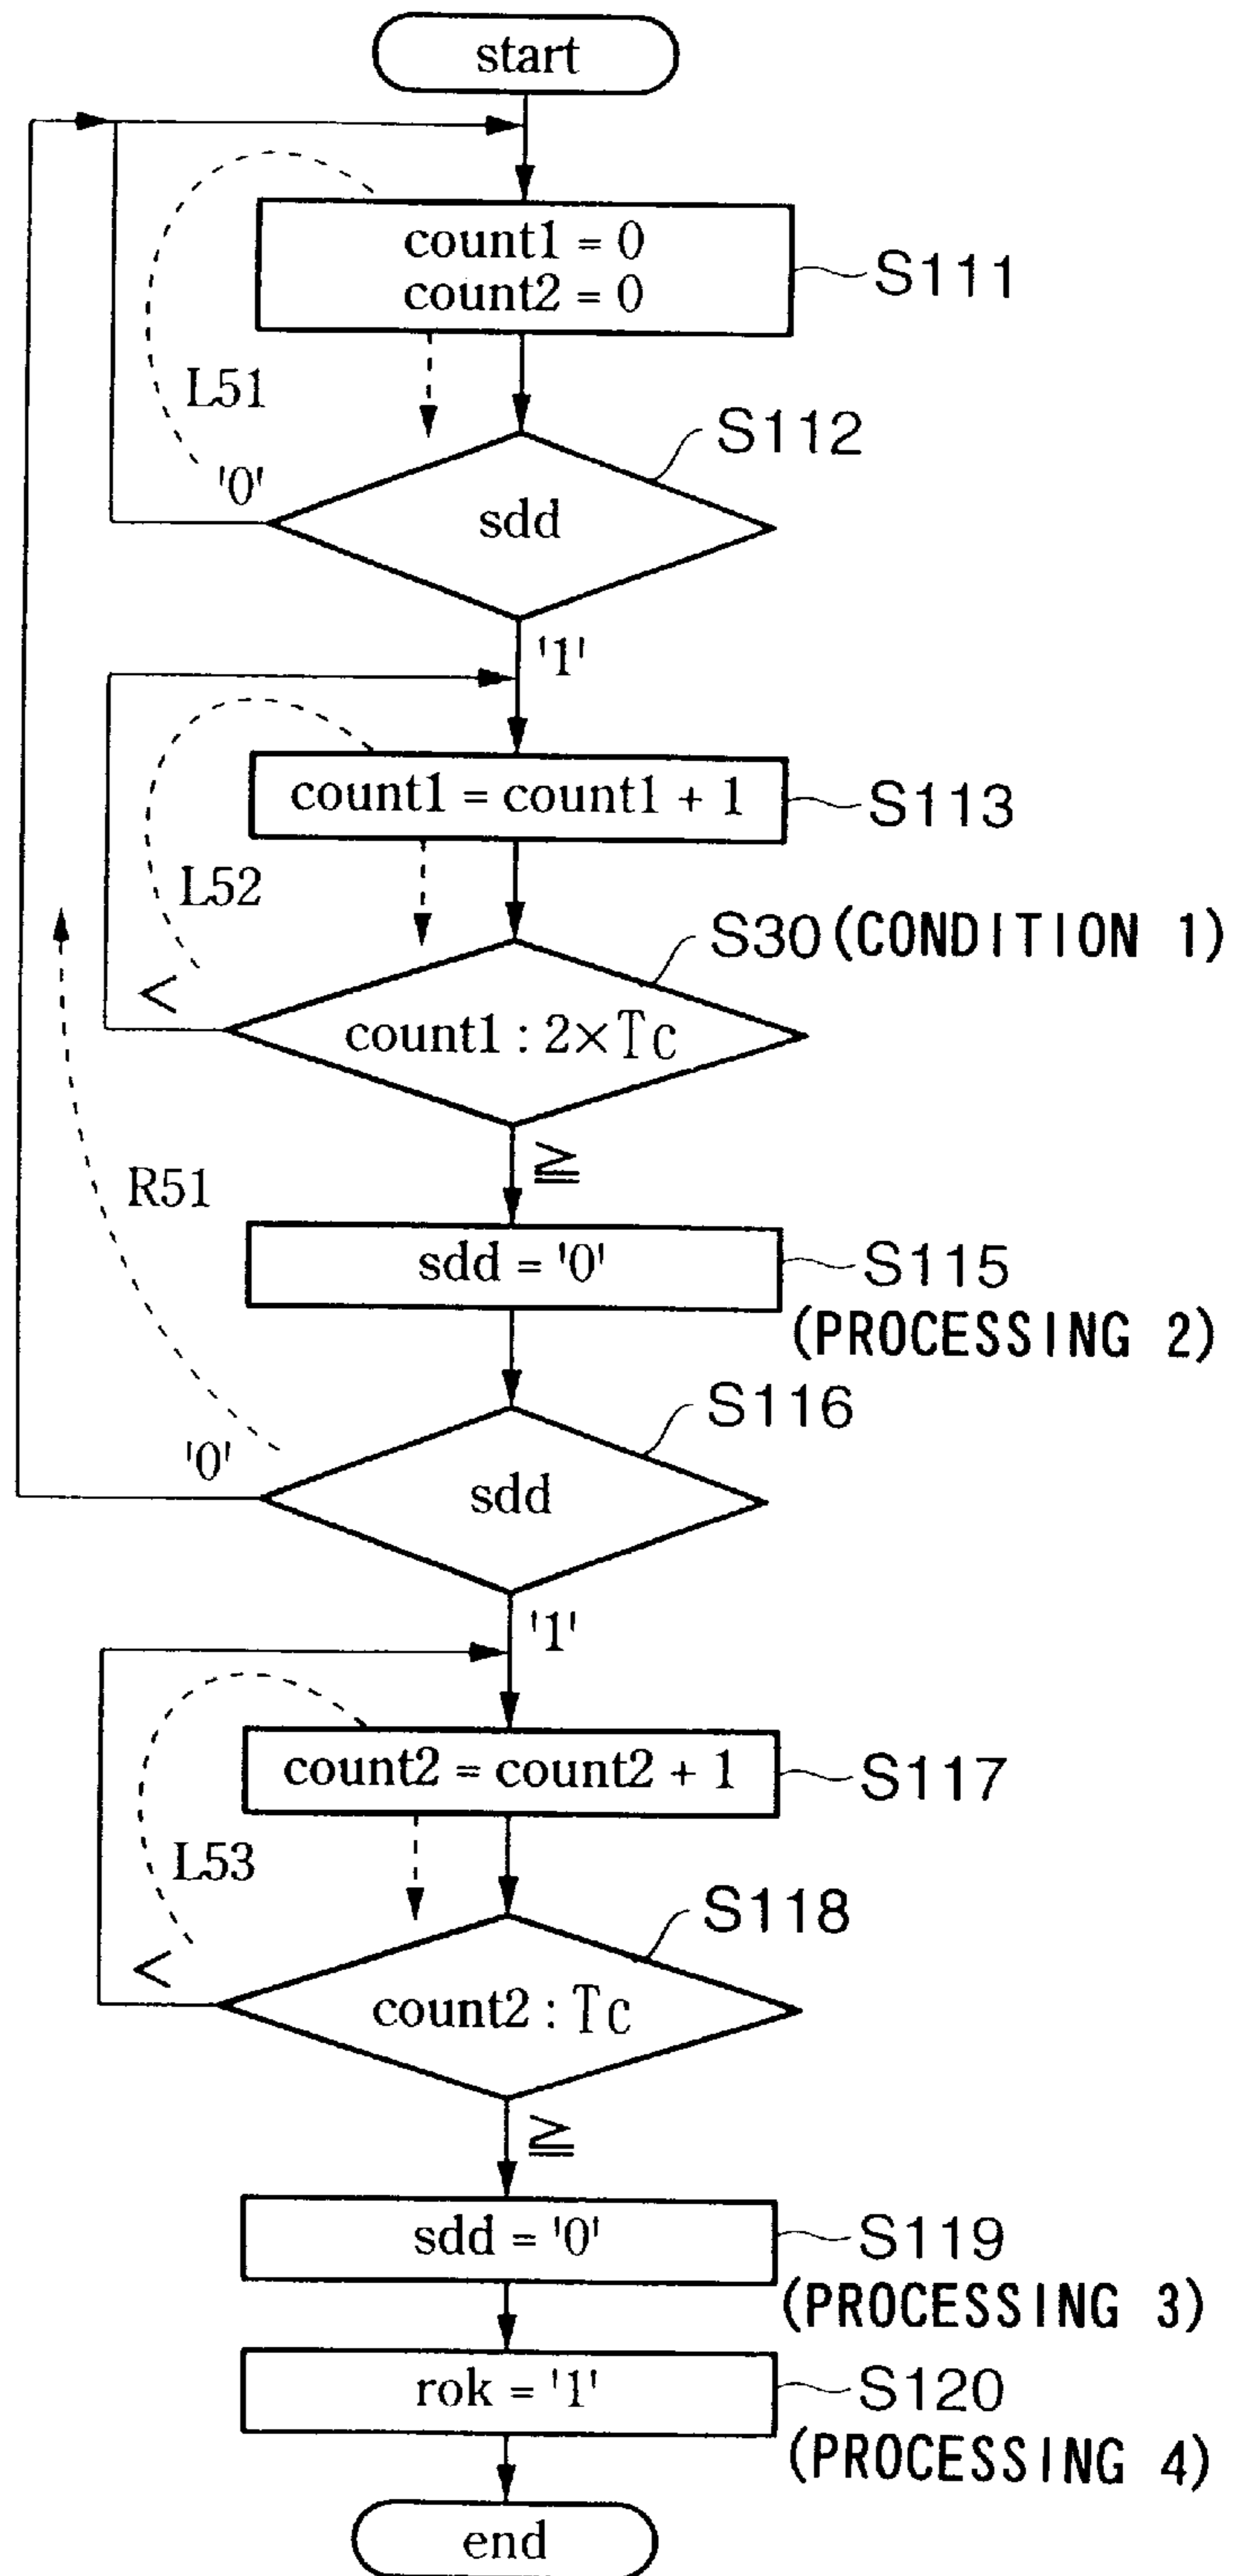 start
count1 = 0
count2 = 0
S111
L51
S112
'0'
sdd
'1'
count1 = count1 + 1
S113
L52
S30 (CONDITION 1)
<
count1 : 2×Tc
≧
R51
sdd = '0'
S115
(PROCESSING 2)
S116
'0'
sdd
'1'
count2 = count2 + 1
S117
L53
S118
<
count2 : Tc
≧
sdd = '0'
S119
(PROCESSING 3)
rok = '1'
S120
(PROCESSING 4)
end